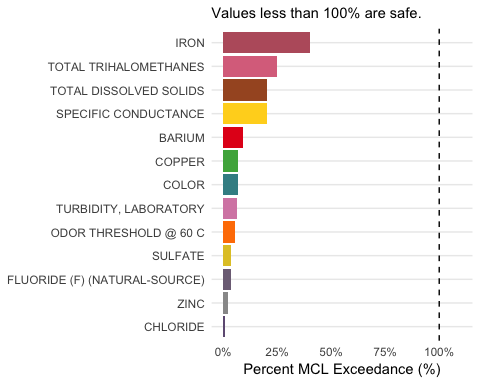 Values less than 100% are safe.
IRON
TOTAL TRIHALOMETHANES
TOTAL DISSOLVED SOLIDS
SPECIFIC CONDUCTANCE
BARIUM
COPPER
COLOR
TURBIDITY, LABORATORY
ODOR THRESHOLD @ 60 C
SULFATE
FLUORIDE (F) (NATURAL-SOURCE)
ZINC
CHLORIDE
0% 25% 50% 75% 100%
Percent MCL Exceedance (%)